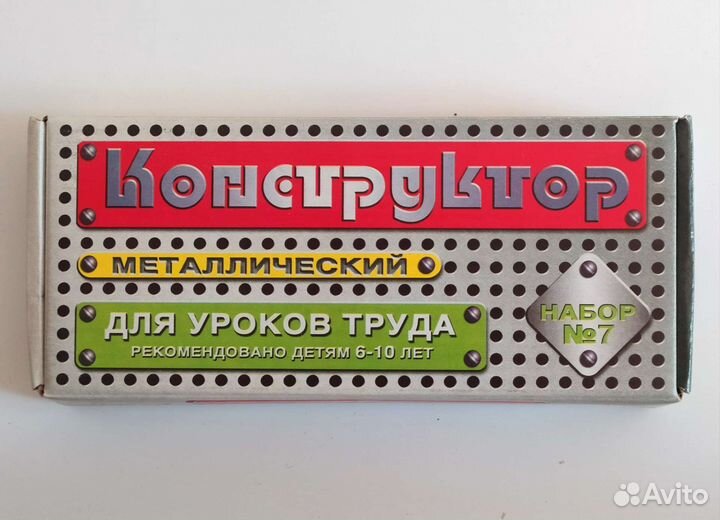 Конструктор
МЕТАЛЛИЧЕСКИЙ
ДЛЯ УРОКОВ ТРУДА
РЕКОМЕНДОВАНО ДЕТЯМ 6-10 ЛЕТ
НАБОР
№7
Avito